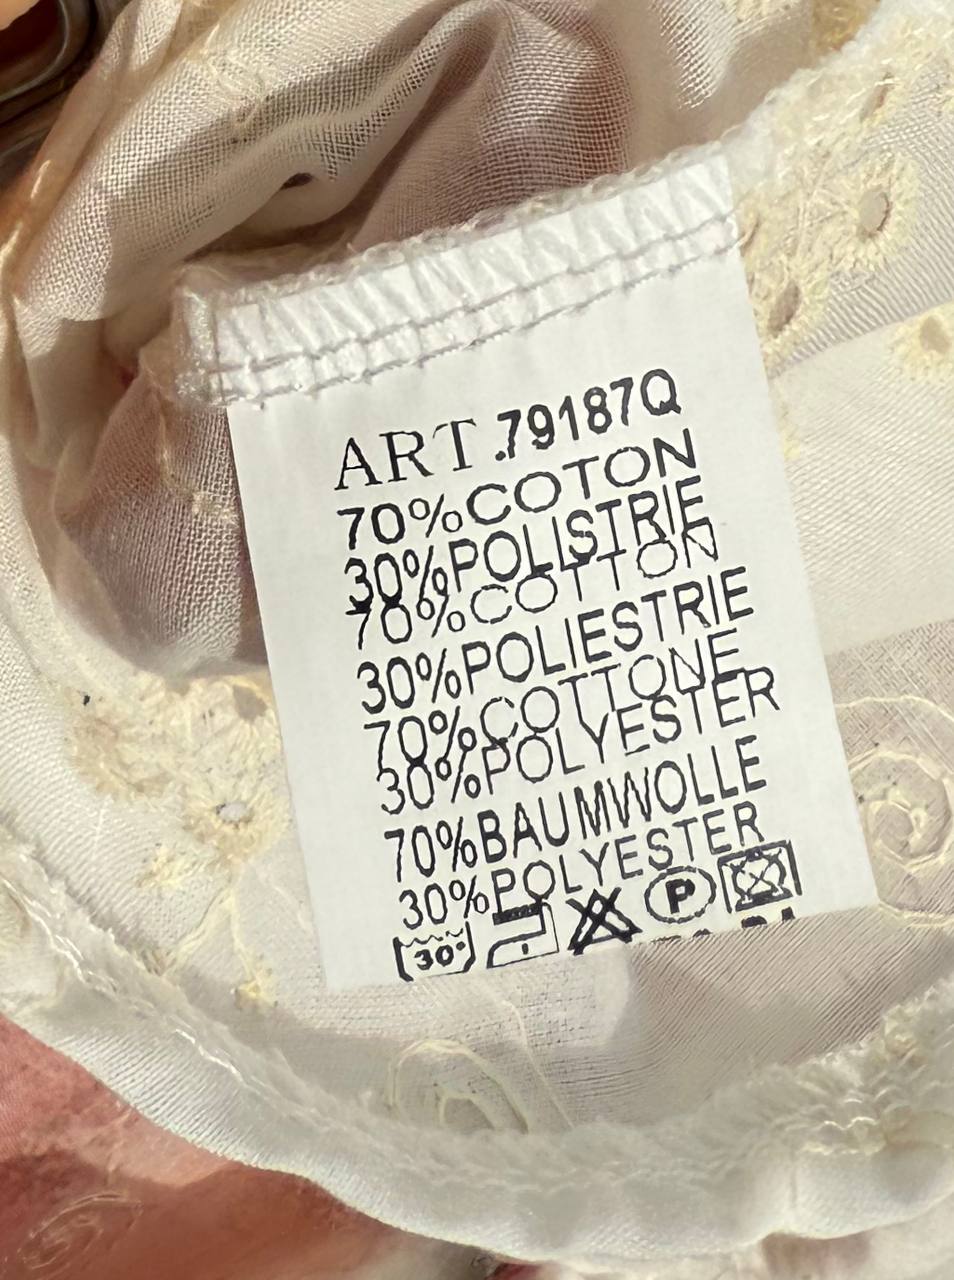 ART.79187Q
70%COTON
30%POLISTRIE
70%COTTON
30%POLIESTRIE
70%COTTONE
30%POLYESTER
70%BAUMWOLLE
30%POLYESTER
30°
P